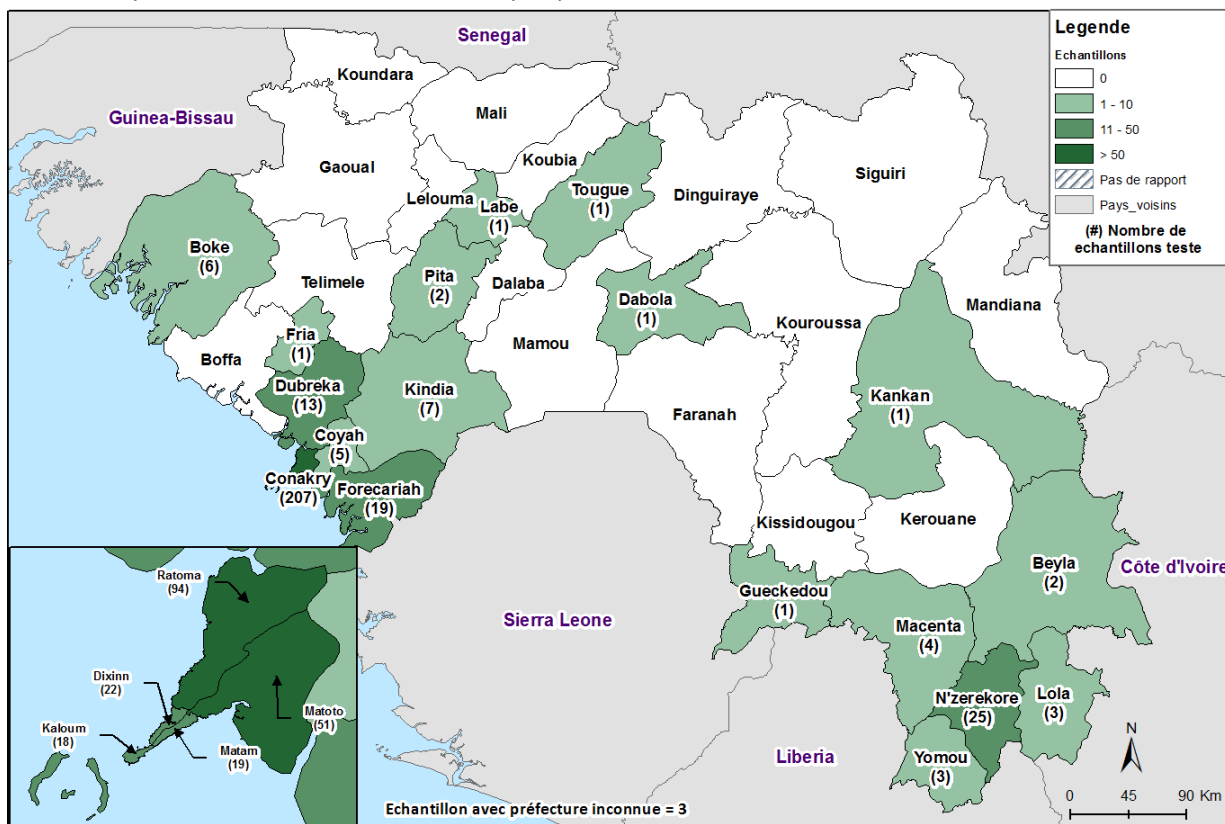 Senegal
Koundara
Mali
Guinea-Bissau
Gaoual
Koubia
Siguiri
Lelouma
Tougue
(1)
Dinguiraye
Labe
(1)
Boke
(6)
Telimele
Pita
(2)
Dalaba
Dabola
(1)
Mandiana
Kouroussa
Fria
(1)
Boffa
Mamou
Dubreka
(13)
Kindia
(7)
Kankan
(1)
Faranah
Coyah
(5)
Conakry
(207)
Forecariah
(19)
Kissidougou
Kerouane
Beyla
(2)
Côte d'Ivoire
Gueckedou
(1)
Sierra Leone
Macenta
(4)
N'zerekore
(25)
Lola
(3)
Liberia
Yomou
(3)
Legende
Echantillons
0
1 - 10
11 - 50
> 50
Pas de rapport
Pays_voisins
(#) Nombre de
echantillons teste
Ratoma
(94)
Dixinn
(22)
Kaloum
(18)
Matoto
(51)
Matam
(19)
Echantillon avec préfecture inconnue = 3
N
0 45 90 Km